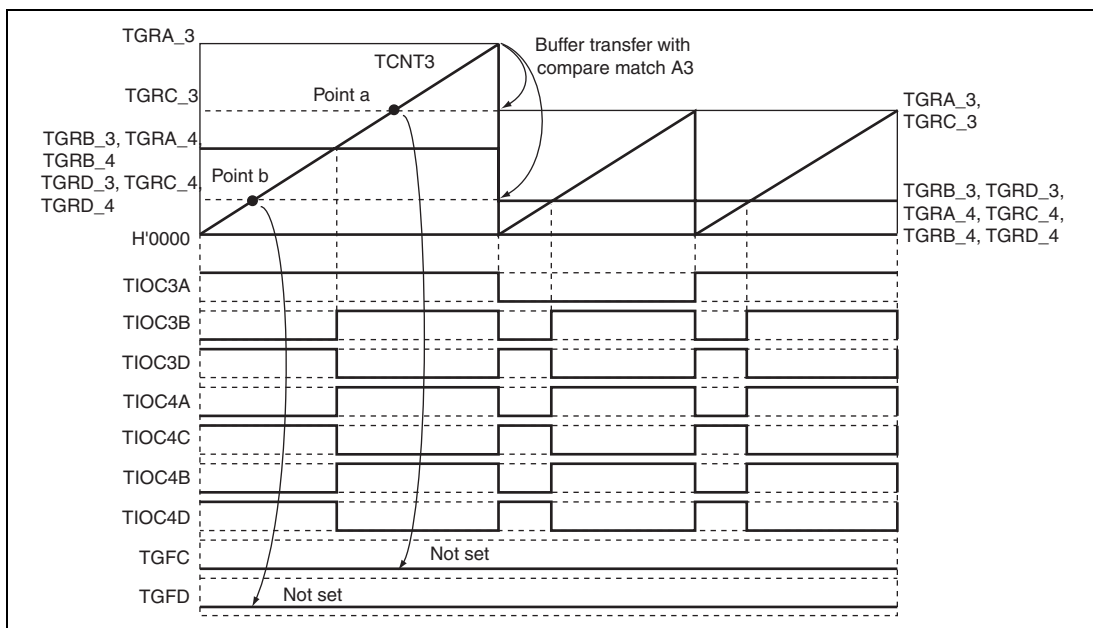 TGRA_3
TCNT3
Buffer transfer with
compare match A3
TGRC_3
Point a
TGRA_3,
TGRC_3
TGRB_3, TGRA_4,
TGRB_4
TGRD_3, TGRC_4,
TGRD_4
Point b
TGRB_3, TGRD_3,
TGRA_4, TGRC_4,
TGRB_4, TGRD_4
H'0000
TIOC3A
TIOC3B
TIOC3D
TIOC4A
TIOC4C
TIOC4B
TIOC4D
TGFC
Not set
TGFD
Not set